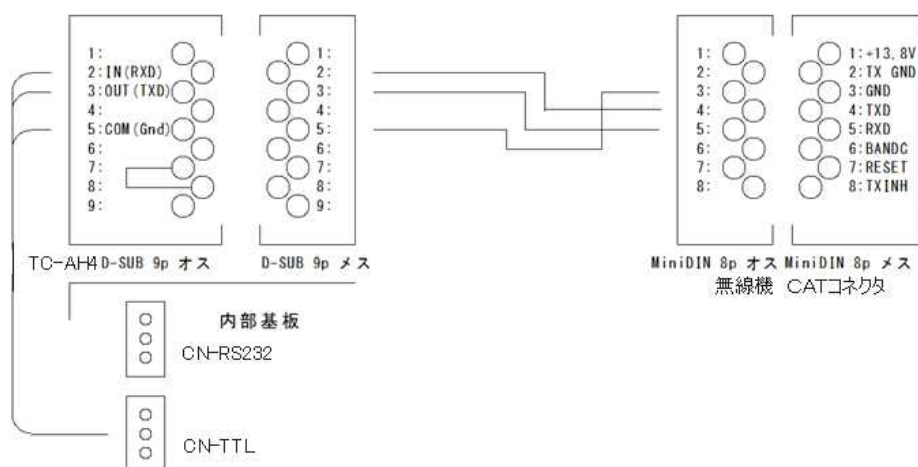 1:
2:IN(RXD)
3:OUT(TXD)
4:
5:COM(Gnd)
6:
7:
8:
9:
1:
2:
3:
4:
5:
6:
7:
8:
9:
1:
2:
3:
4:
5:
6:
7:
8:
1:+13.8V
2:TX GND
3:GND
4:TXD
5:RXD
6:BANDC
7:RESET
8:TXINH
TC-AH4 D-SUB 9p オス
D-SUB 9p メス
MiniDIN 8p オス
MiniDIN 8p メス
無線機 CATコネクタ
内部基板
CN-RS232
CN-TTL